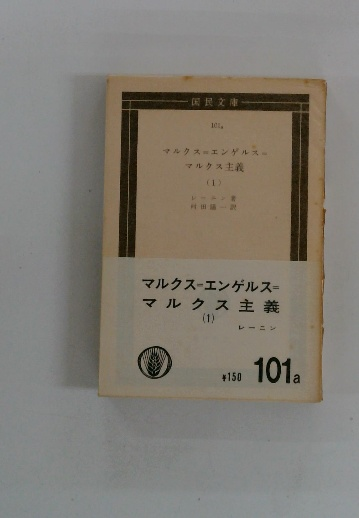 国民文庫
101a
マルクス=エンゲルス=
マルクス主義
(1)
レーニン著
マルクス=エンゲルス=
マルクス主義
(1)
レーニン
¥150 101a